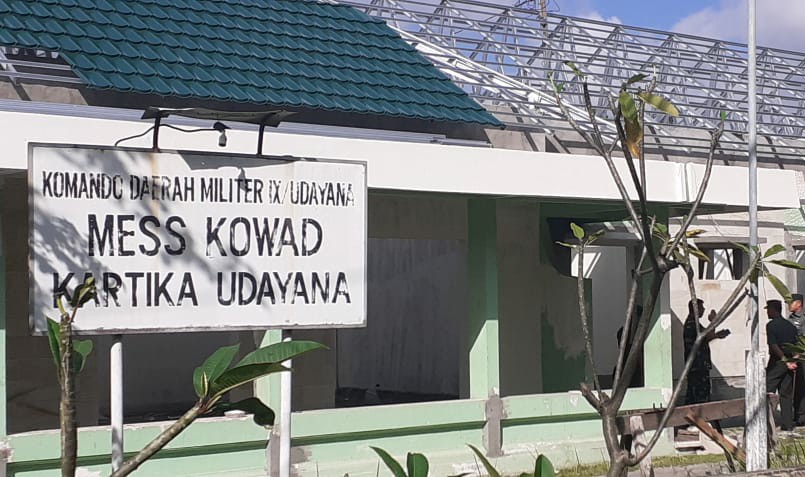 KOMANDO DAERAH MILITER IX/UDAYANA
MESS KOWAD
KARTIKA UDAYANA